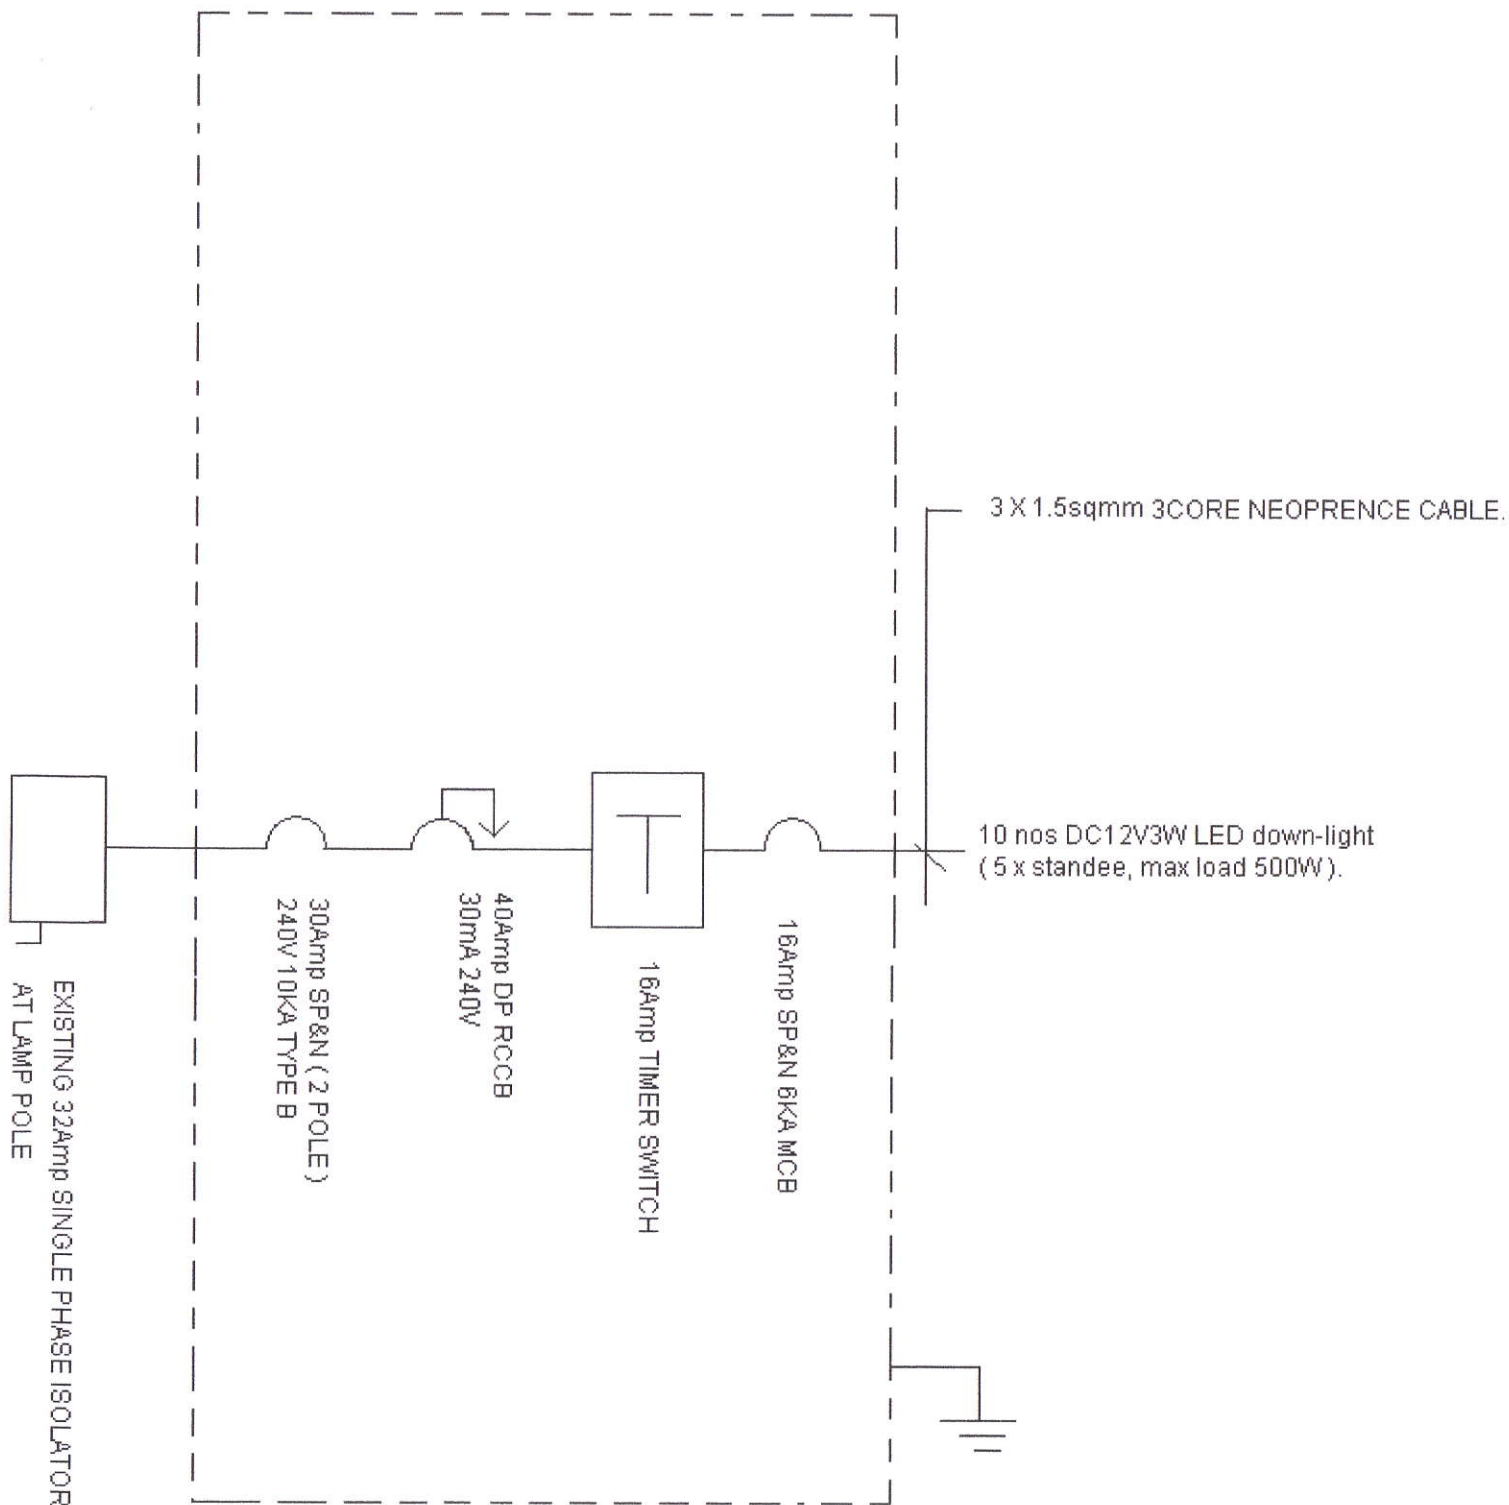 3 X 1.5sqmm 3CORE NEOPRENCE CABLE.
10 nos DC12V3W LED down-light
( 5 x standee, max load 500W ).
16Amp SP&N 6KA MCB
16Amp TIMER SWITCH
40Amp DP RCCB
30mA 240V
30Amp SP&N ( 2 POLE )
240V 10KA TYPE B
EXISTING 32Amp SINGLE PHASE ISOLATOR
AT LAMP POLE
T